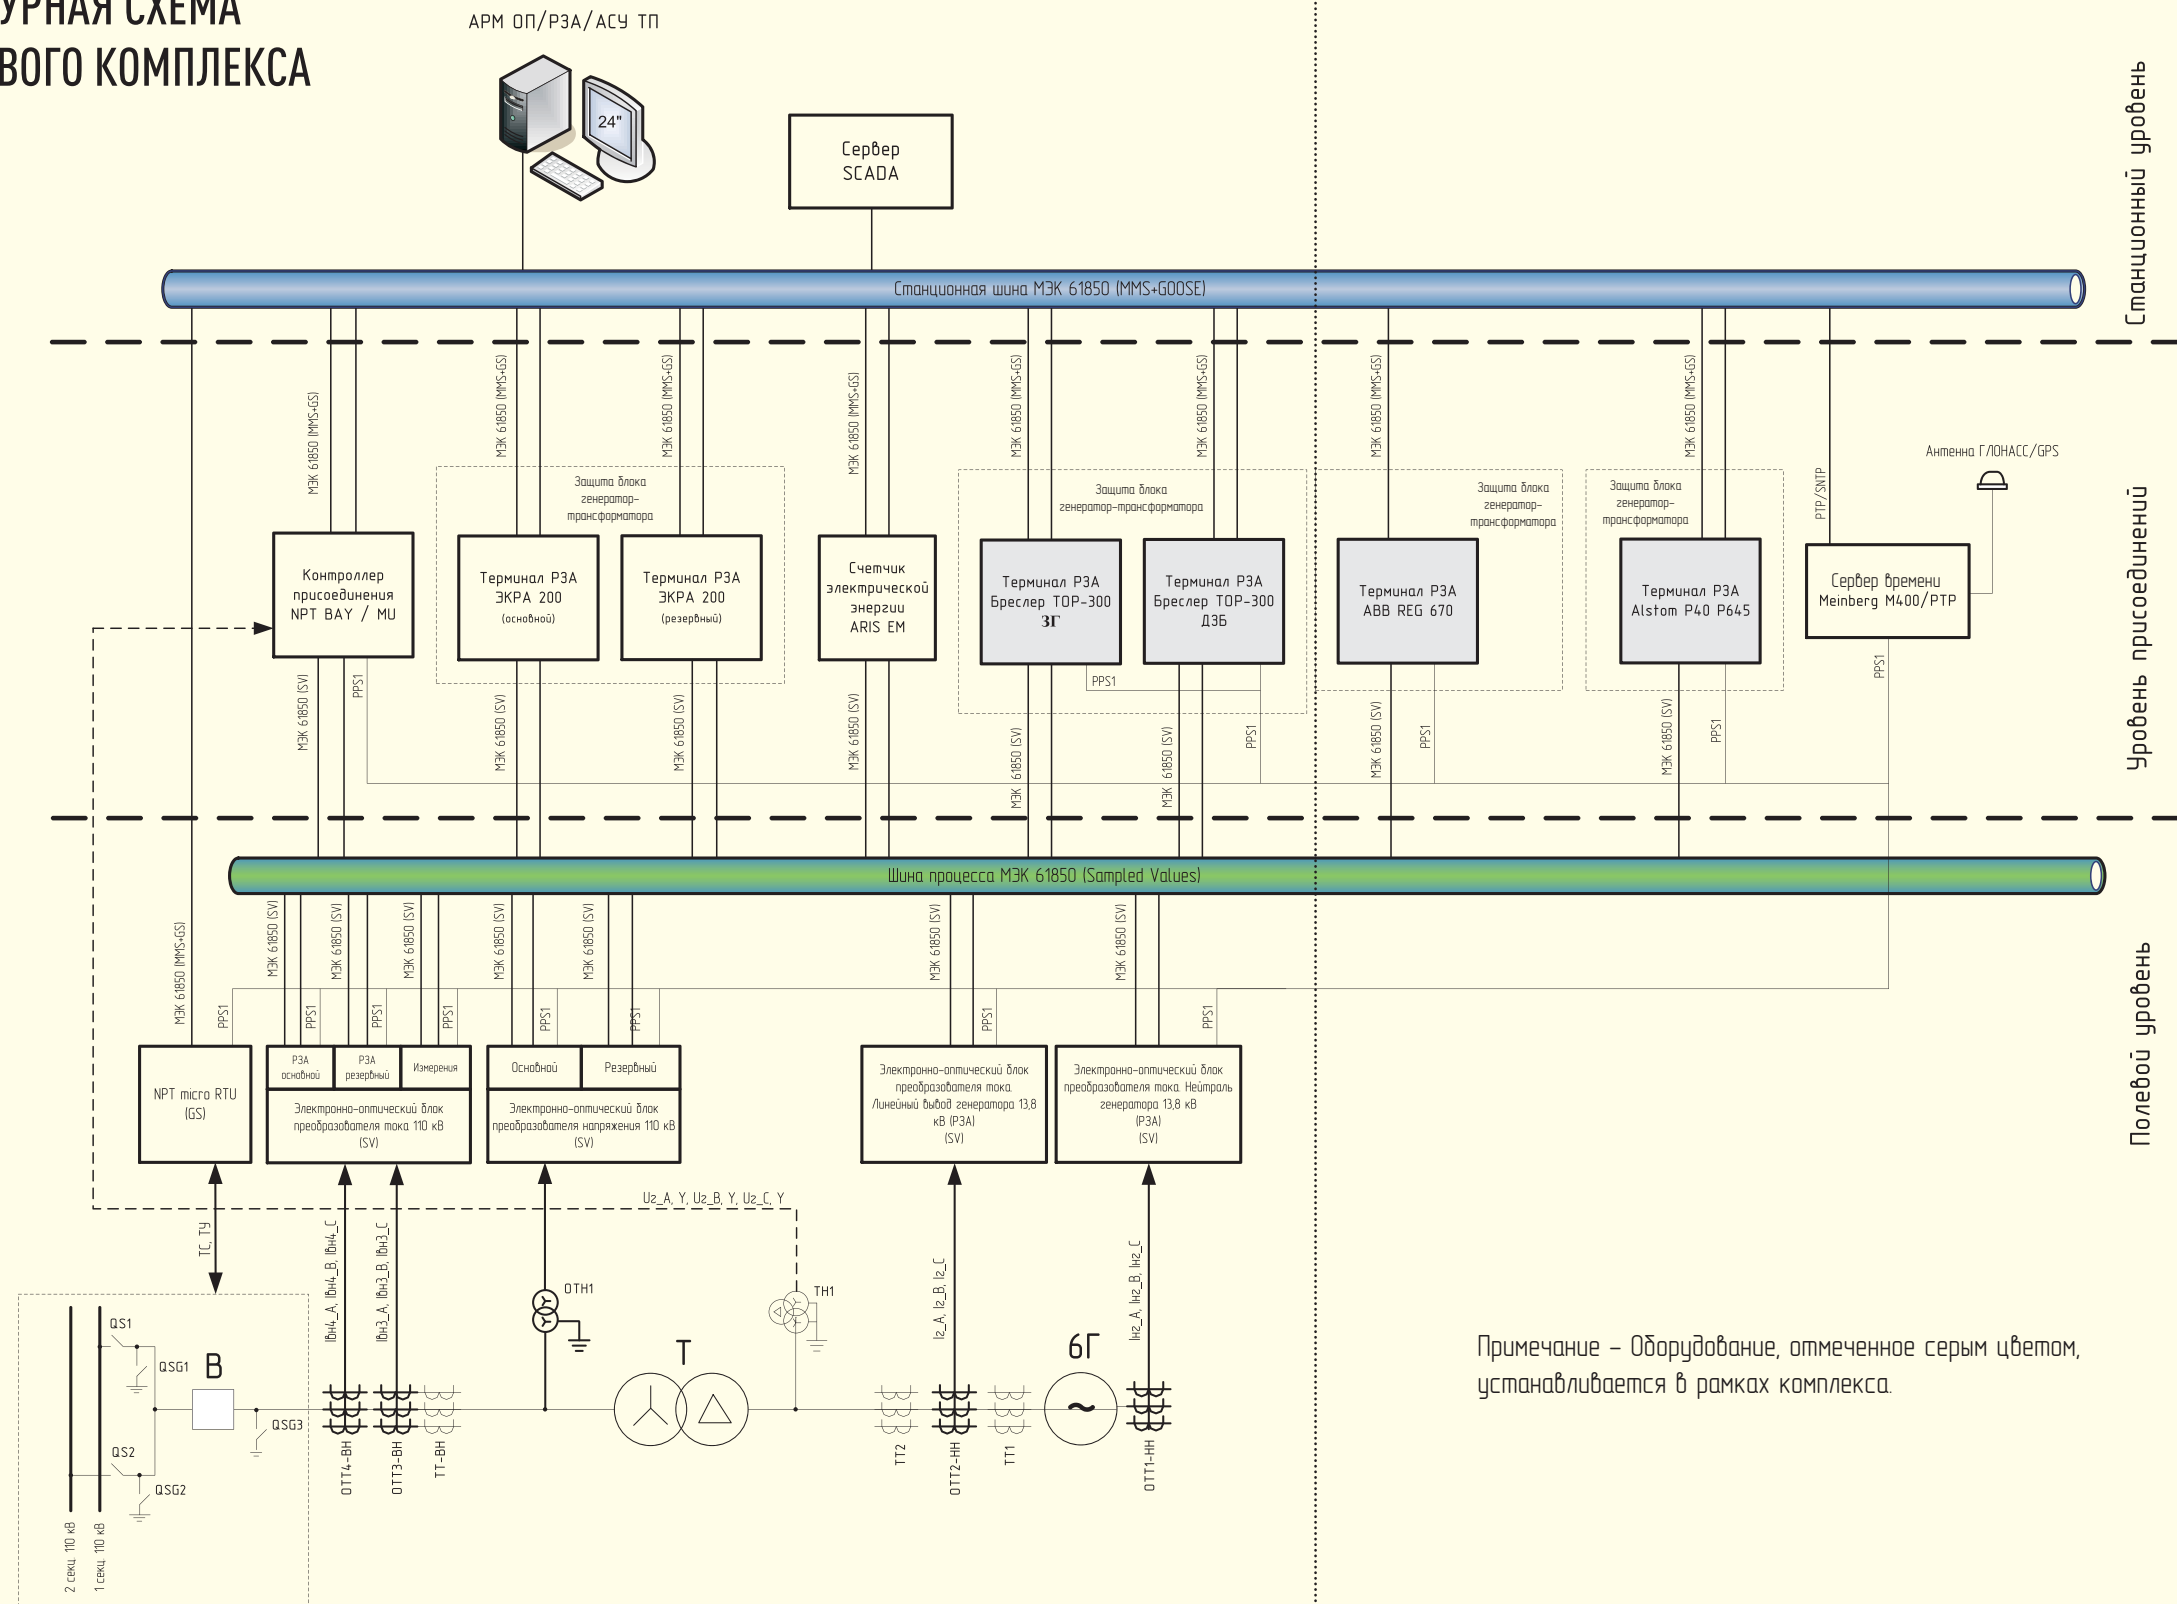 УРНАЯ СХЕМА
ВОГО КОМПЛЕКСА
АРМ ОП/РЗА/АСУ ТП
24"
Сервер
SCADA
Станционный уровень
Станционная шина МЭК 61850 (MMS+GOOSE)
МЭК 61850 (MMS+GS)
МЭК 61850 (MMS+GS)
МЭК 61850 (MMS+GS)
МЭК 61850 (MMS+GS)
МЭК 61850 (MMS+GS)
МЭК 61850 (MMS+GS)
МЭК 61850 (MMS+GS)
МЭК 61850 (MMS+GS)
PTP/SNTP
Антенна ГЛОНАСС/GPS
Уровень присоединений
Защита блока
генератор-
трансформатора
Защита блока
генератор-трансформатора
Защита блока
генератор-
трансформатора
Защита блока
генератор-
трансформатора
Контроллер
присоединения
NPT BAY / MU
Терминал РЗА
ЭКРА 200
(основной)
Терминал РЗА
ЭКРА 200
(резервный)
Счетчик
электрической
энергии
ARIS EM
Терминал РЗА
Бреслер ТОР-300
ЗГ
Терминал РЗА
Бреслер ТОР-300
ДЗБ
Терминал РЗА
ABB REG 670
Терминал РЗА
Alstom P40 P645
Сервер времени
Meinberg M400/PTP
МЭК 61850 (SV)
PPS1
МЭК 61850 (SV)
МЭК 61850 (SV)
МЭК 61850 (SV)
МЭК 61850 (SV)
PPS1
МЭК 61850 (SV)
PPS1
МЭК 61850 (SV)
PPS1
МЭК 61850 (SV)
PPS1
PPS1
Шина процесса МЭК 61850 (Sampled Values)
Полевой уровень
МЭК 61850 (MMS+GS)
PPS1
МЭК 61850 (SV)
PPS1
МЭК 61850 (SV)
PPS1
МЭК 61850 (SV)
PPS1
МЭК 61850 (SV)
PPS1
МЭК 61850 (SV)
PPS1
МЭК 61850 (SV)
PPS1
МЭК 61850 (SV)
PPS1
NPT micro RTU
(GS)
РЗА
основной
РЗА
резервный
Измерения
Электронно-оптический блок
преобразователя тока 110 кВ
(SV)
Основной
Резервный
Электронно-оптический блок
преобразователя напряжения 110 кВ
(SV)
Электронно-оптический блок
преобразователя тока.
Линейный вывод генератора 13,8
кВ (РЗА)
(SV)
Электронно-оптический блок
преобразователя тока. Нейтраль
генератора 13,8 кВ
(РЗА)
(SV)
Uг_A, Y, Uг_B, Y, Uг_C, Y
ТС, ТУ
Iвн4_A, Iвн4_B, Iвн4_C
Iвн3_A, Iвн3_B, Iвн3_C
Iг_A, Iг_B, Iг_C
Iнг_A, Iнг_B, Iнг_C
ОТН1
ТН1
QS1
QSG1
В
QSG3
QS2
QSG2
Т
6Г
~
ОТТ4-ВН
ОТТ3-ВН
ТТ-ВН
ТТ2
ОТТ2-НН
ТТ1
ОТТ1-НН
2 секц. 110 кВ
1 секц. 110 кВ
Примечание – Оборудование, отмеченное серым цветом,
устанавливается в рамках комплекса.